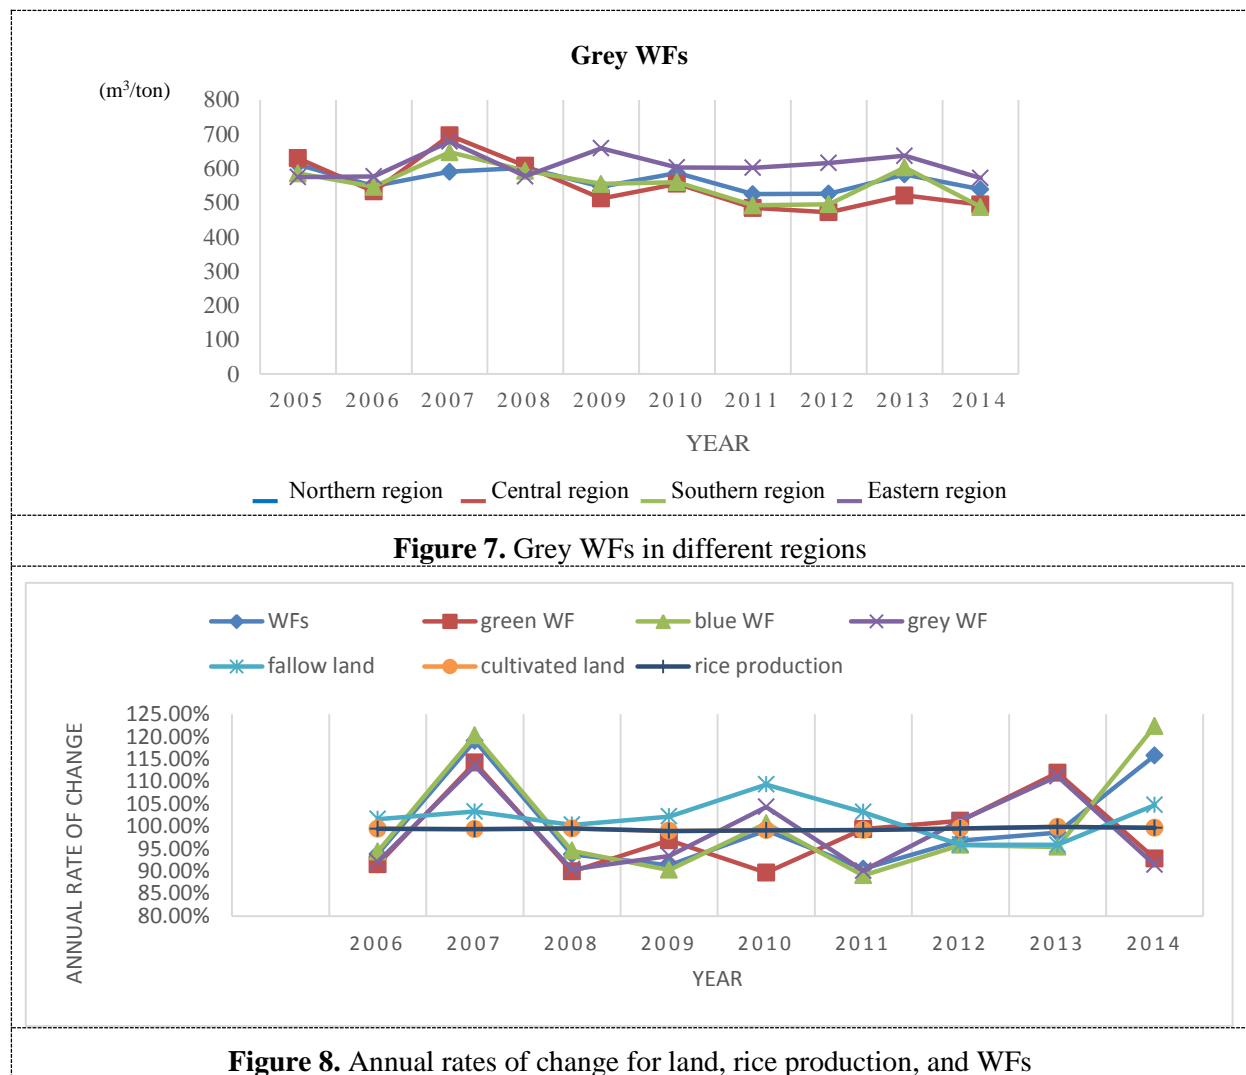 Grey WFs
(m³/ton)
800
700
600
500
400
300
200
100
0
2005 2006 2007 2008 2009 2010 2011 2012 2013 2014
YEAR
Northern region Central region Southern region Eastern region
Figure 7. Grey WFs in different regions
WFs green WF blue WF grey WF
fallow land cultivated land rice production
ANNUAL RATE OF CHANGE
125.00%
120.00%
115.00%
110.00%
105.00%
100.00%
95.00%
90.00%
85.00%
80.00%
2006 2007 2008 2009 2010 2011 2012 2013 2014
YEAR
Figure 8. Annual rates of change for land, rice production, and WFs